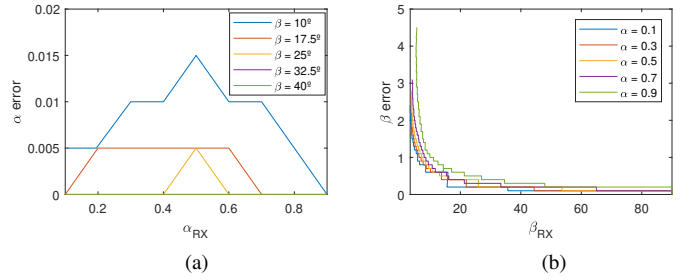 0.02
0.015
0.01
0.005
0
α error
0.2 0.4 0.6 0.8
α RX
β = 10º
β = 17.5º
β = 25º
β = 32.5º
β = 40º
(a)
5
4
3
2
1
0
β error
20 40 60 80
β RX
α = 0.1
α = 0.3
α = 0.5
α = 0.7
α = 0.9
(b)